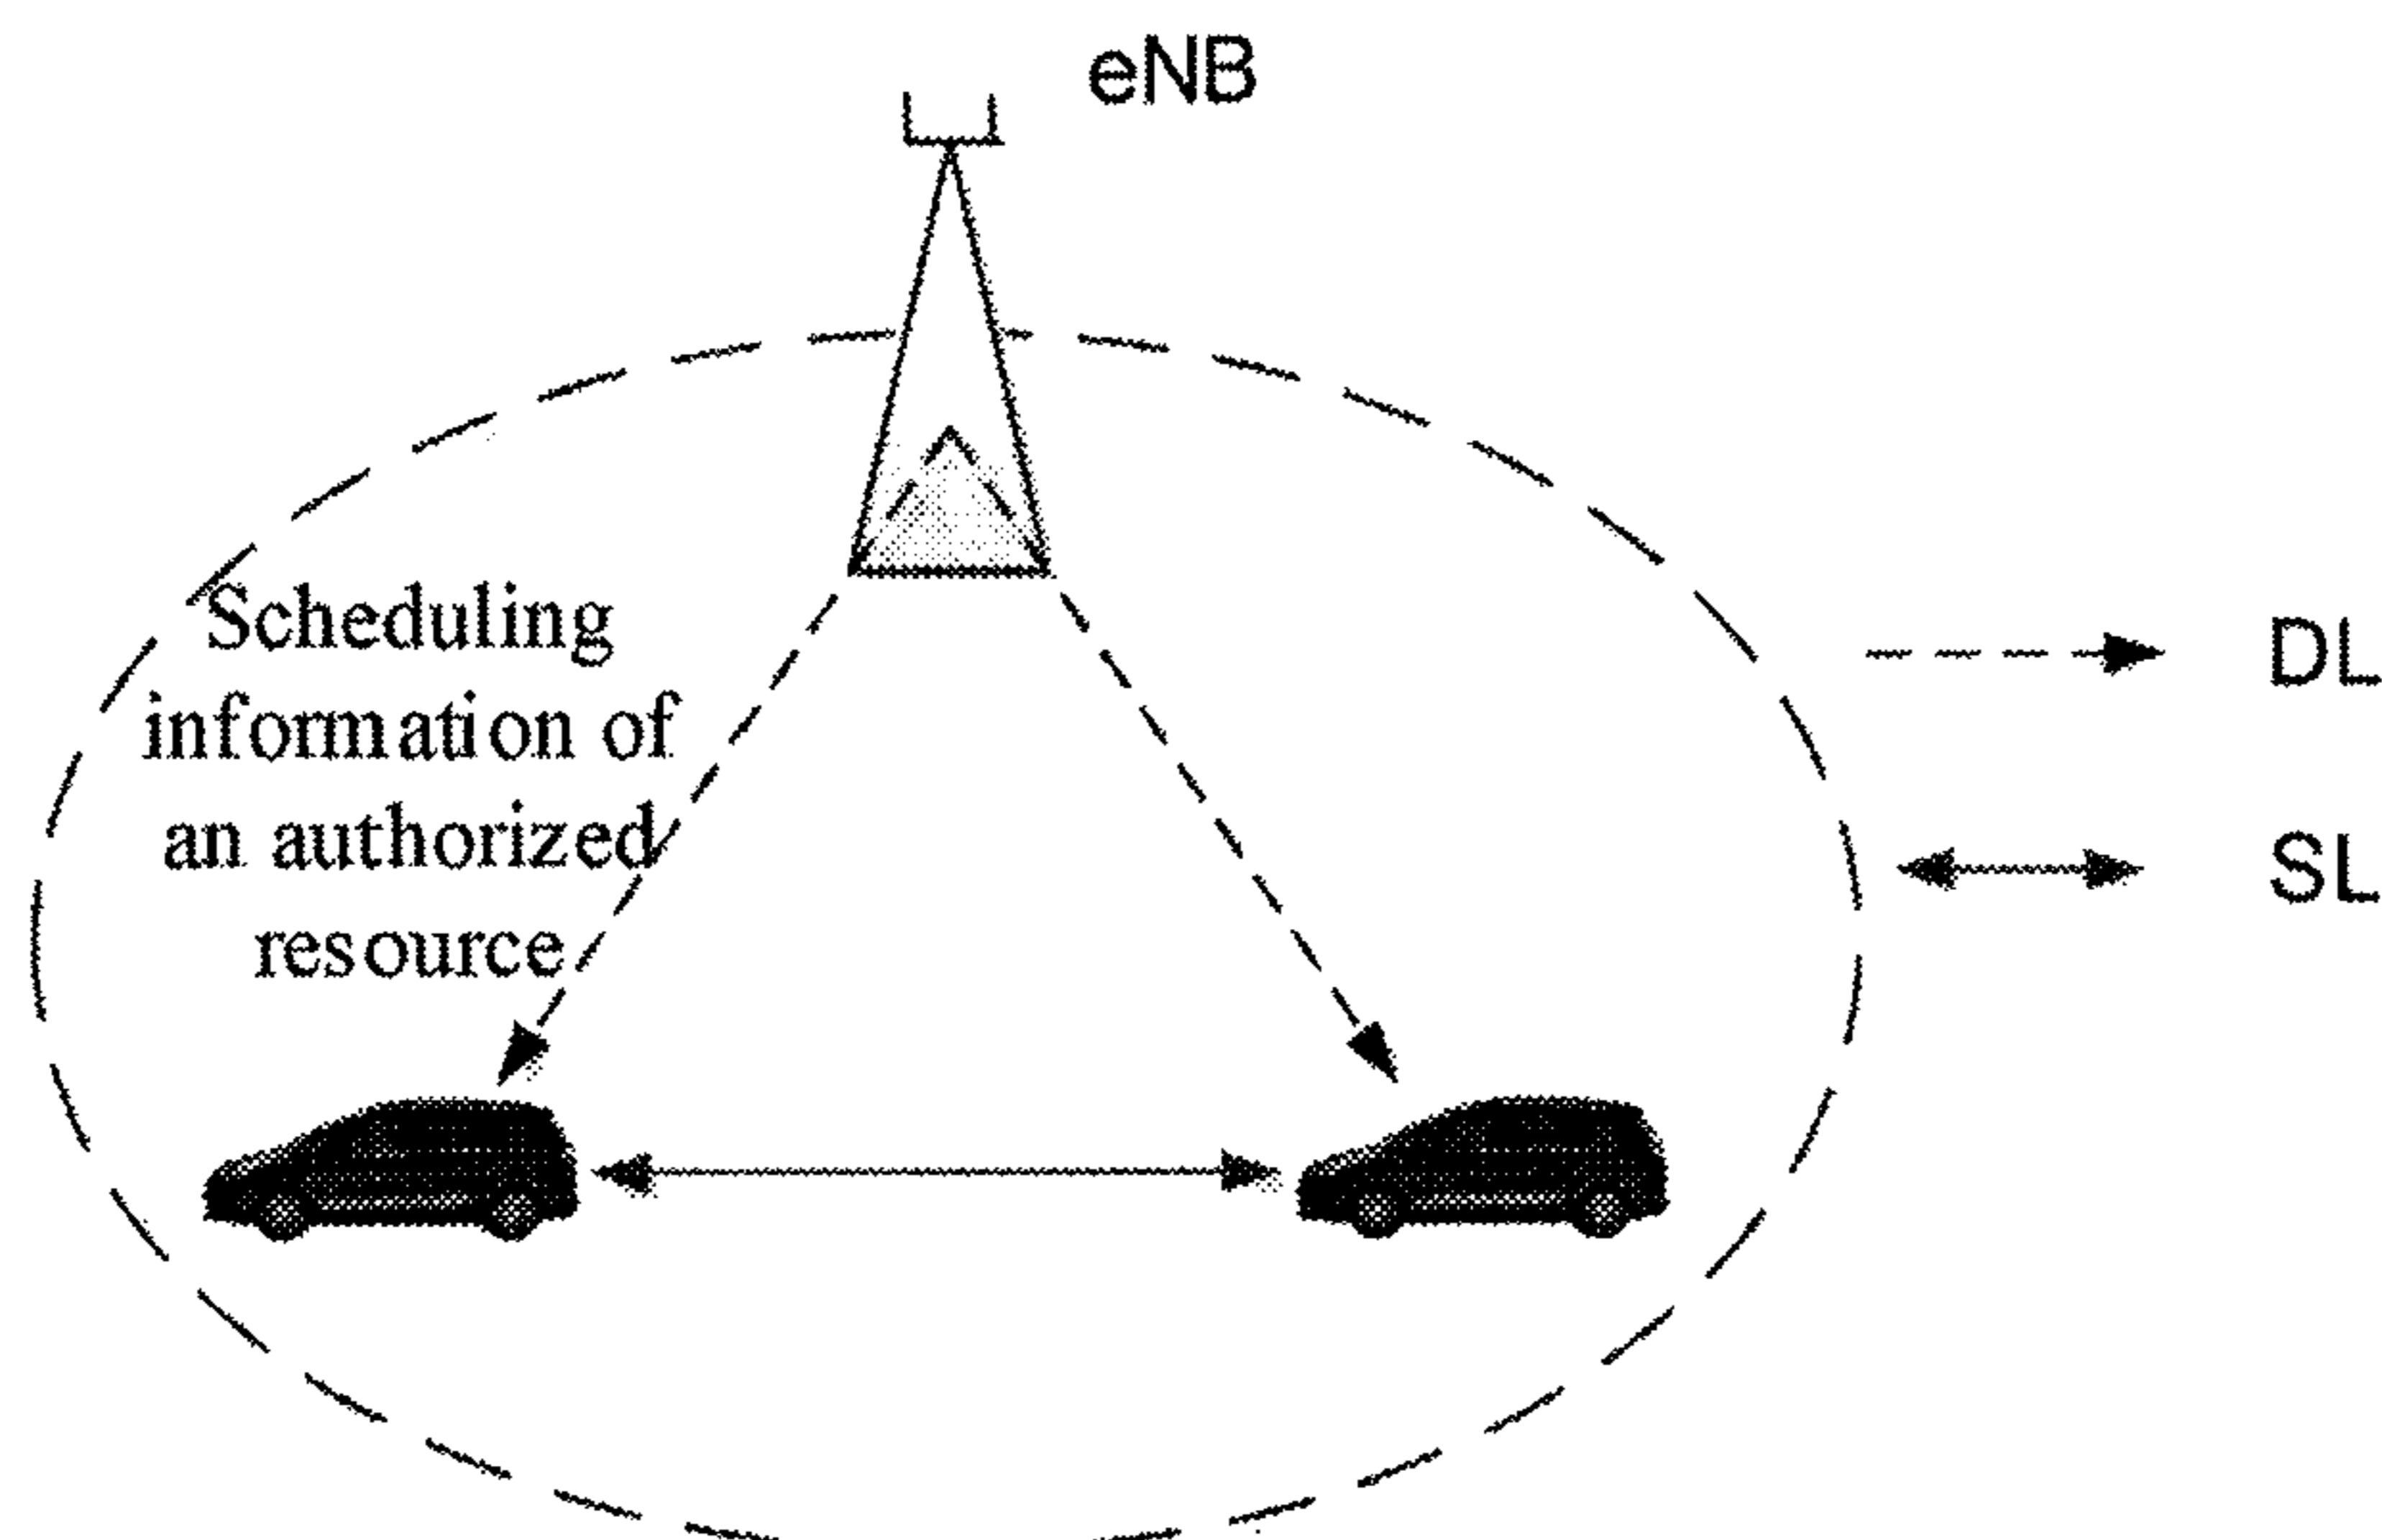 eNB
Scheduling
information of
an authorized
resource
DL
SL